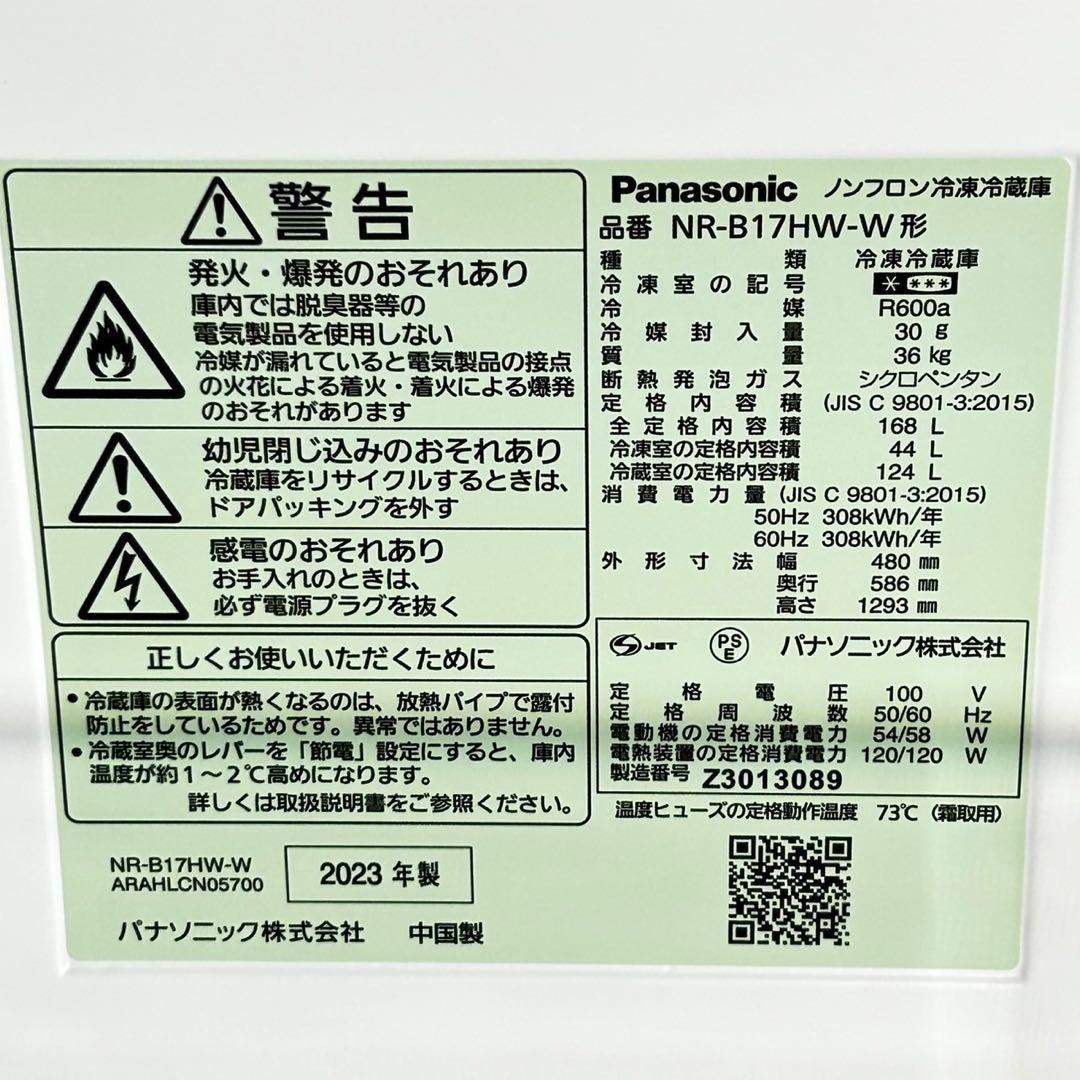 警告
発火・爆発のおそれあり
庫内では脱臭器等の
電気製品を使用しない
冷媒が漏れていると電気製品の接点
の火花による着火・着火による爆発
のおそれがあります
幼児閉じ込みのおそれあり
冷蔵庫をリサイクルするときは、
ドアパッキングを外す
感電のおそれあり
お手入れのときは、
必ず電源プラグを抜く
正しくお使いいただくために
・冷蔵庫の表面が熱くなるのは、放熱パイプで露付
防止をしているためです。異常ではありません。
・冷蔵室奥のレバーを「節電」設定にすると、庫内
温度が約1～2℃高めになります。
詳しくは取扱説明書をご参照ください。
NR-B17HW-W
ARAHLCN05700
2023 年製
パナソニック株式会社 中国製
Panasonic ノンフロン冷凍冷蔵庫
品番 NR-B17HW-W形
種類 冷凍冷蔵庫
冷凍室の記号 * ***
冷媒 R600a
冷媒封入量 30 g
質量 36 kg
断熱発泡ガス シクロペンタン
定格内容積 (JIS C 9801-3:2015)
全定格内容積 168 L
冷凍室の定格内容積 44 L
冷蔵室の定格内容積 124 L
消費電力量 (JIS C 9801-3:2015)
50Hz 308kWh/年
60Hz 308kWh/年
外形寸法 幅 480 mm
奥行 586 mm
高さ 1293 mm
S JET PS E パナソニック株式会社
定格電圧 100 V
定格周波数 50/60 Hz
電動機の定格消費電力 54/58 W
電熱装置の定格消費電力 120/120 W
製造番号 Z3013089
温度ヒューズの定格動作温度 73℃ (霜取用)